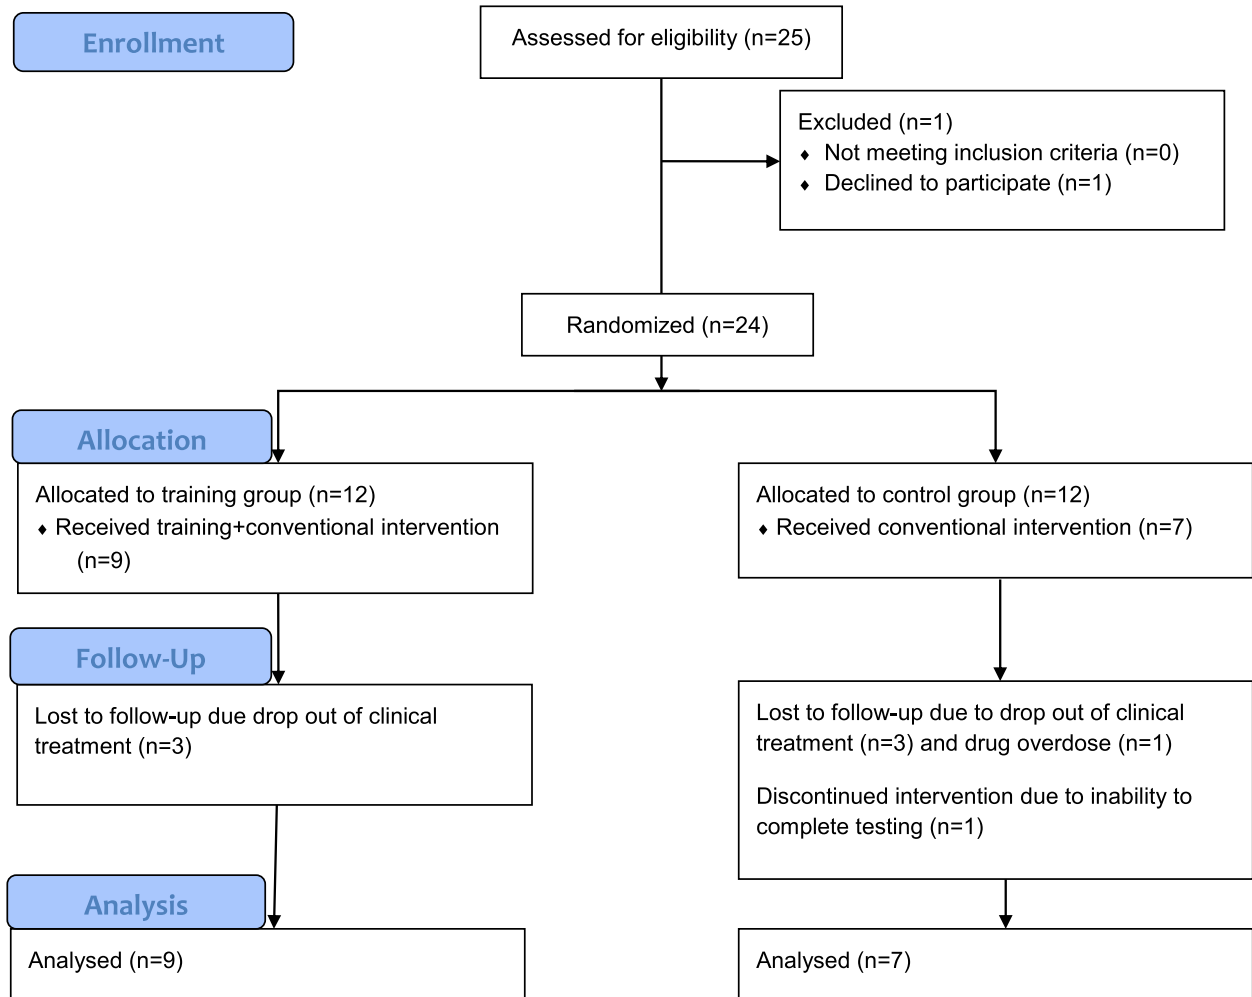 Enrollment
Assessed for eligibility (n=25)
Excluded (n=1)
♦ Not meeting inclusion criteria (n=0)
♦ Declined to participate (n=1)
Randomized (n=24)
Allocation
Allocated to training group (n=12)
♦ Received training+conventional intervention
(n=9)
Allocated to control group (n=12)
♦ Received conventional intervention (n=7)
Follow-Up
Lost to follow-up due drop out of clinical
treatment (n=3)
Lost to follow-up due to drop out of clinical
treatment (n=3) and drug overdose (n=1)
Discontinued intervention due to inability to
complete testing (n=1)
Analysis
Analysed (n=9)
Analysed (n=7)